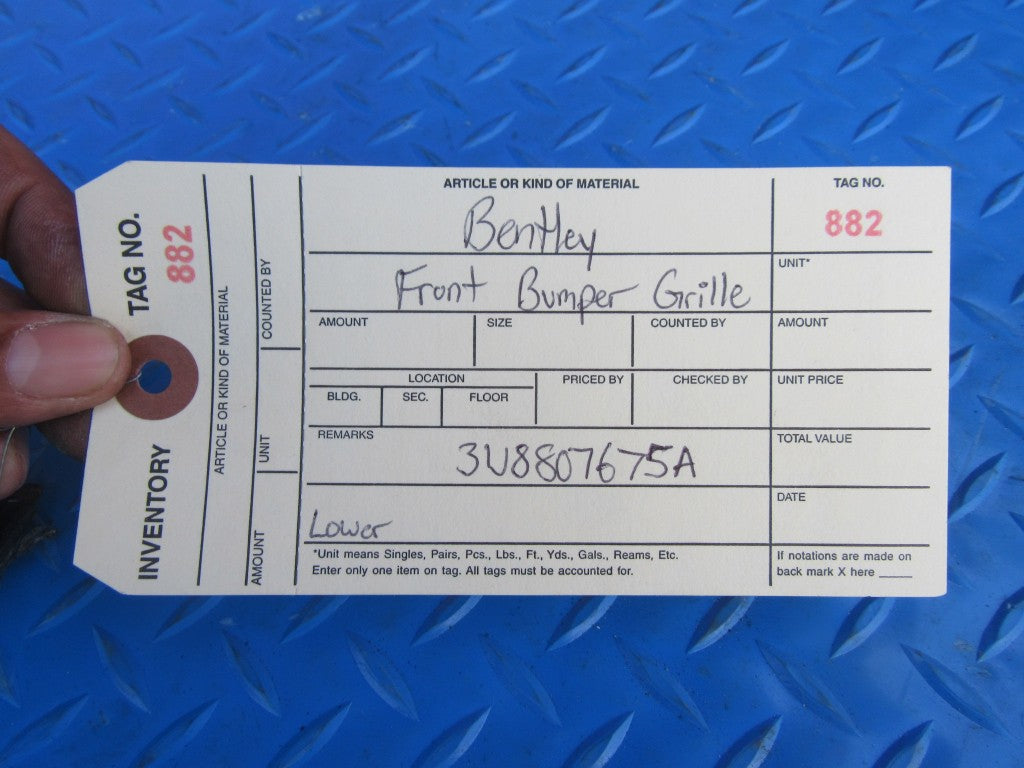 TAG NO.
882
INVENTORY
ARTICLE OR KIND OF MATERIAL
COUNTED BY
UNIT
AMOUNT
ARTICLE OR KIND OF MATERIAL
Bentley
Front Bumper Grille
AMOUNT SIZE COUNTED BY
LOCATION
BLDG. SEC. FLOOR
PRICED BY CHECKED BY
REMARKS
3U8807675A
Lower
*Unit means Singles, Pairs, Pcs., Lbs., Ft., Yds., Gals., Reams, Etc.
Enter only one item on tag. All tags must be accounted for.
TAG NO.
882
UNIT*
AMOUNT
UNIT PRICE
TOTAL VALUE
DATE
If notations are made on
back mark X here _____